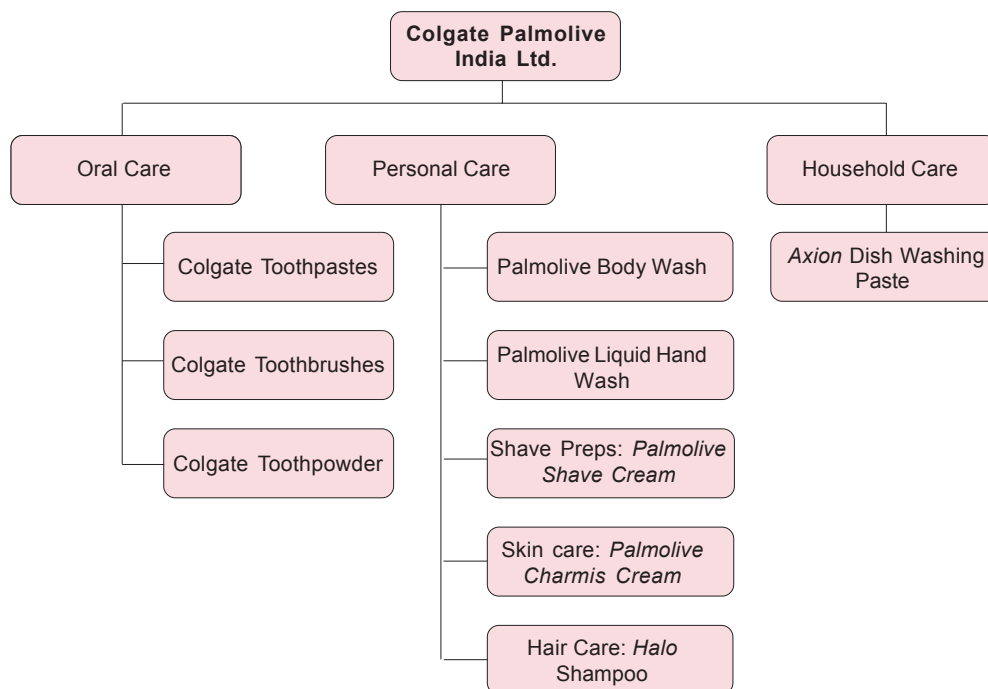 Colgate Palmolive
India Ltd.
Oral Care
Personal Care
Household Care
Colgate Toothpastes
Colgate Toothbrushes
Colgate Toothpowder
Palmolive Body Wash
Palmolive Liquid Hand
Wash
Shave Preps: Palmolive
Shave Cream
Skin care: Palmolive
Charmis Cream
Hair Care: Halo
Shampoo
Axion Dish Washing
Paste